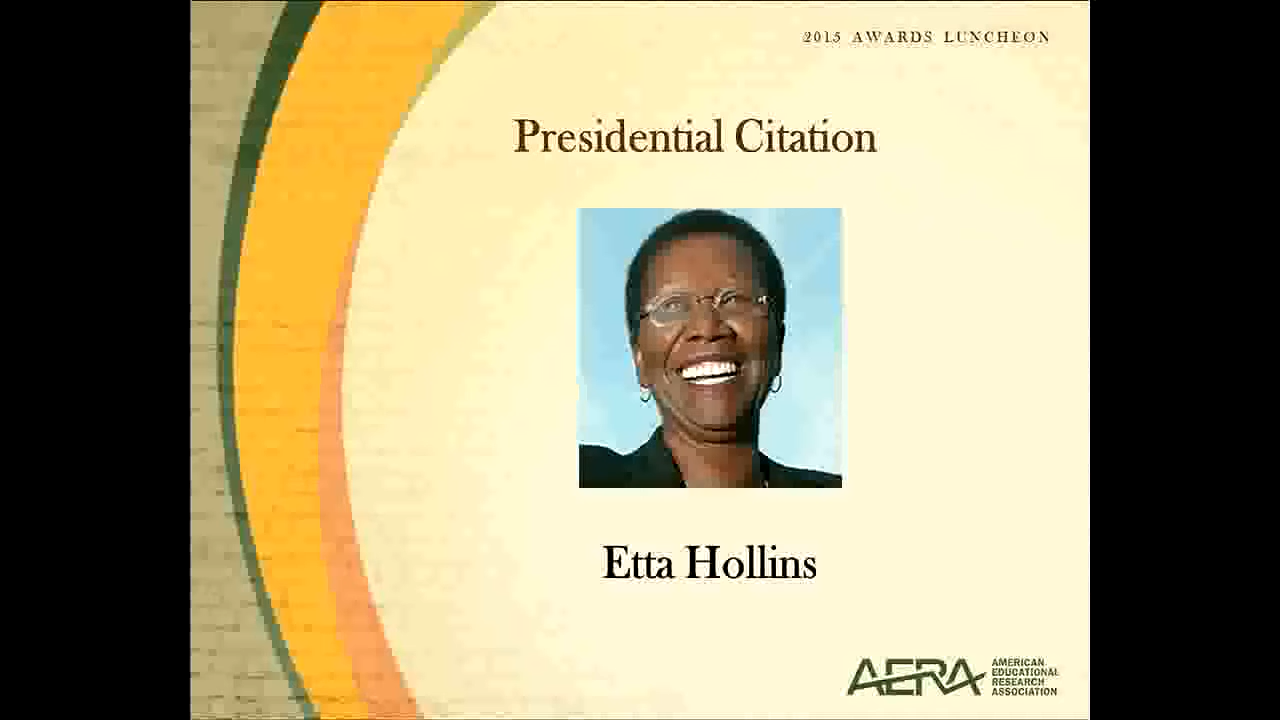 2015 AWARDS LUNCHEON
Presidential Citation
Etta Hollins
AERA
AMERICAN
EDUCATIONAL
RESEARCH
ASSOCIATION